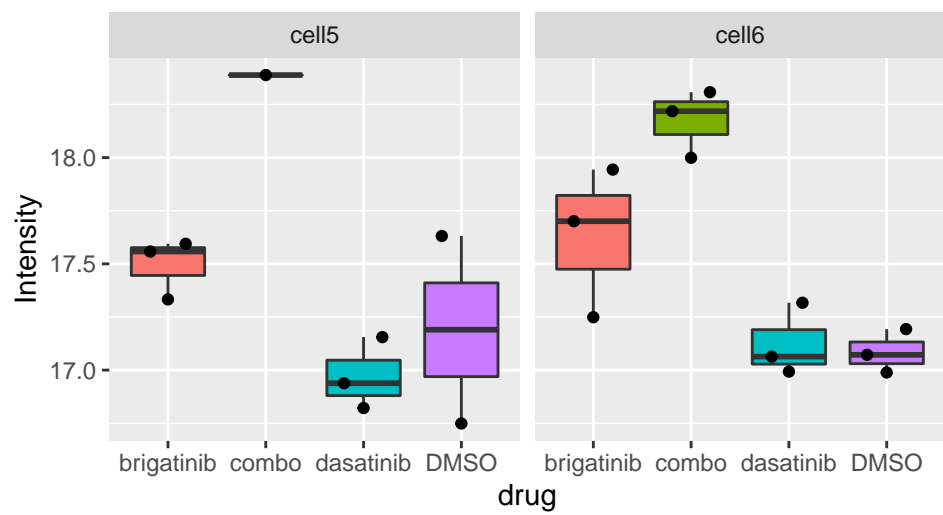 cell5 cell6
Intensity
18.0
17.5
17.0
brigatinib combo dasatinib DMSO brigatinib combo dasatinib DMSO
drug